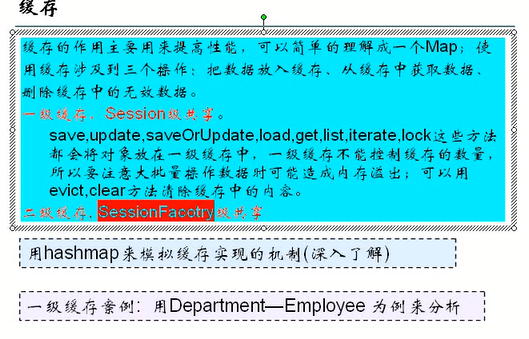 缓存
缓存的作用主要用来提高性能，可以简单的理解成一个Map；使
用缓存涉及到三个操作：把数据放入缓存、从缓存中获取数据、
删除缓存中的无效数据。
一级缓存，Session级共享。
save,update,saveOrUpdate,load,get,list,iterate,lock这些方法
都会将对象放在一级缓存中，一级缓存不能控制缓存的数量，
所以要注意大批量操作数据时可能造成内存溢出；可以用
evict,clear方法清除缓存中的内容。
二级缓存，SessionFacotry级共享
用hashmap来模拟缓存实现的机制(深入了解)
一级缓存案例：用Department—Employee 为例来分析